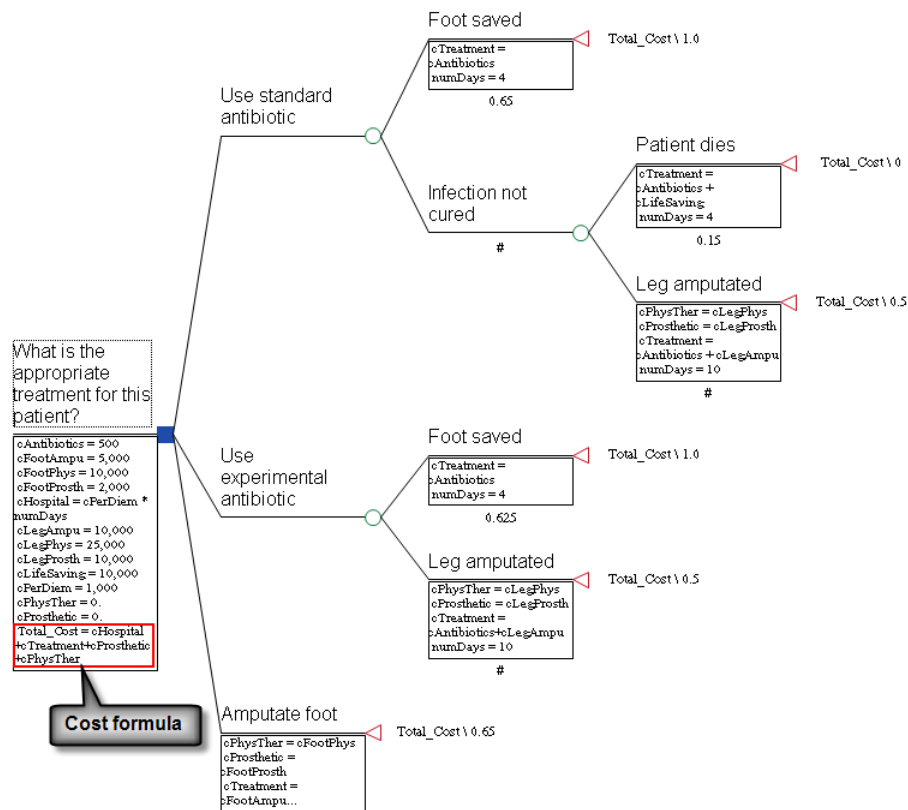 Foot saved
cTreatment =
cAntibiotics
numDays = 4
0.65
Total_Cost \ 1.0
Use standard
antibiotic
Patient dies
cTreatment =
cAntibiotics +
cLifeSaving
numDays = 4
0.15
Total_Cost \ 0
Infection not
cured
#
Leg amputated
cPhysTher = cLegPhys
cProsthetic = cLegProsth
cTreatment =
cAntibiotics + cLegAmpu
numDays = 10
#
Total_Cost \ 0.5
What is the
appropriate
treatment for this
patient?
cAntibiotics = 500
cFootAmpu = 5,000
cFootPhys = 10,000
cFootProsth = 2,000
cHospital = cPerDiem *
numDays
cLegAmpu = 10,000
cLegPhys = 25,000
cLegProsth = 10,000
cLifeSaving = 10,000
cPerDiem = 1,000
cPhysTher = 0.
cProsthetic = 0.
Total_Cost = cHospital
+cTreatment+cProsthetic
+cPhysTher
Cost formula
Use
experimental
antibiotic
Foot saved
cTreatment =
cAntibiotics
numDays = 4
0.625
Total_Cost \ 1.0
Leg amputated
cPhysTher = cLegPhys
cProsthetic = cLegProsth
cTreatment =
cAntibiotics+cLegAmpu
numDays = 10
#
Total_Cost \ 0.5
Amputate foot
cPhysTher = cFootPhys
cProsthetic =
cFootProsth
cTreatment =
cFootAmpu...
Total_Cost \ 0.65